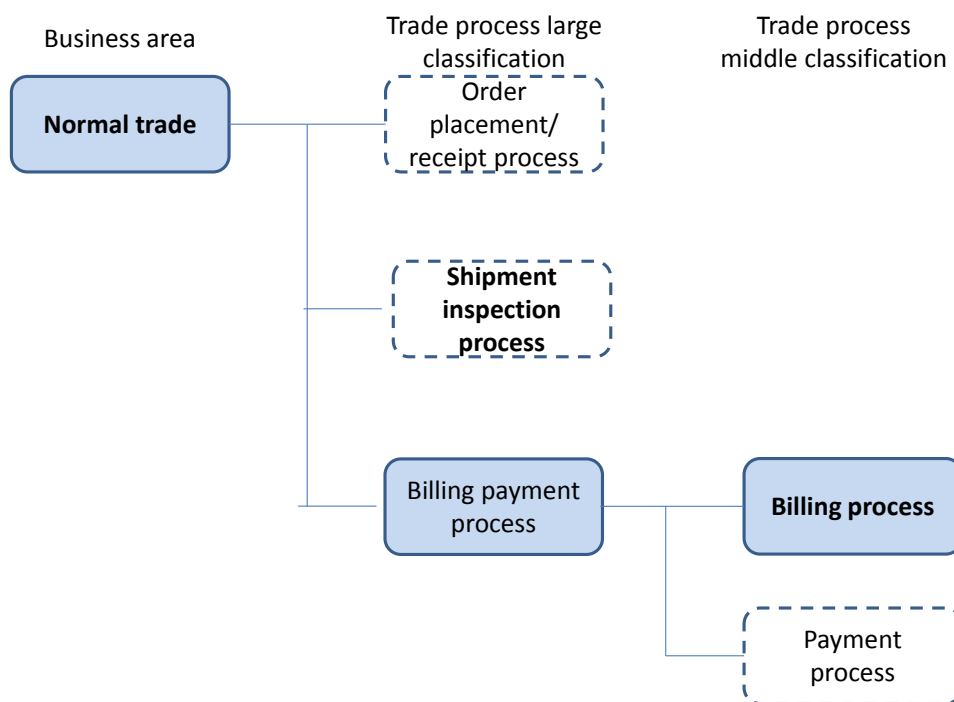 Business area
Trade process large
classification
Trade process
middle classification
Normal trade
Order
placement/
receipt process
Shipment
inspection
process
Billing payment
process
Billing process
Payment
process